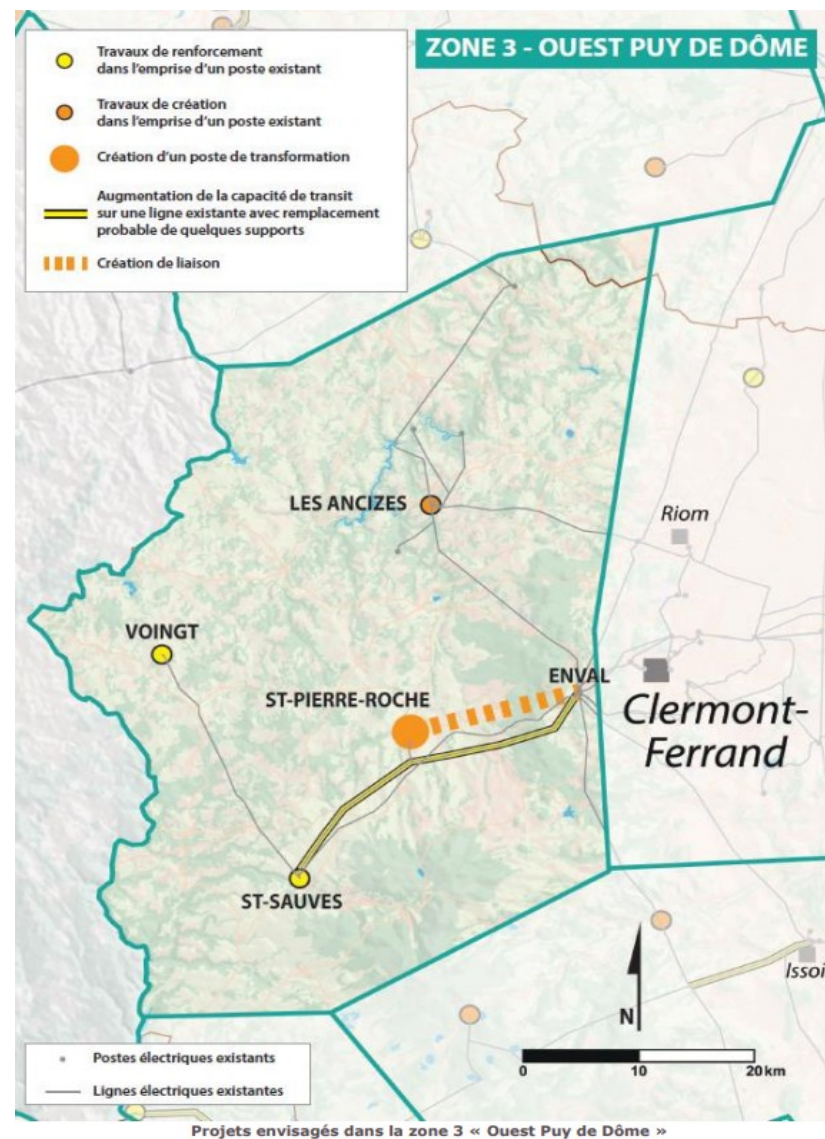 ZONE 3 - OUEST PUY DE DÔME
Travaux de renforcement
dans l'emprise d'un poste existant
Travaux de création
dans l'emprise d'un poste existant
Création d'un poste de transformation
Augmentation de la capacité de transit
sur une ligne existante avec remplacement
probable de quelques supports
Création de liaison
LES ANCIZES
Riom
VOINGT
ENVAL
ST-PIERRE-ROCHE
Clermont-
Ferrand
ST-SAUVES
Issoi
N
Postes électriques existants
Lignes électriques existantes
0 10 20 km
Projets envisagés dans la zone 3 « Ouest Puy de Dôme »